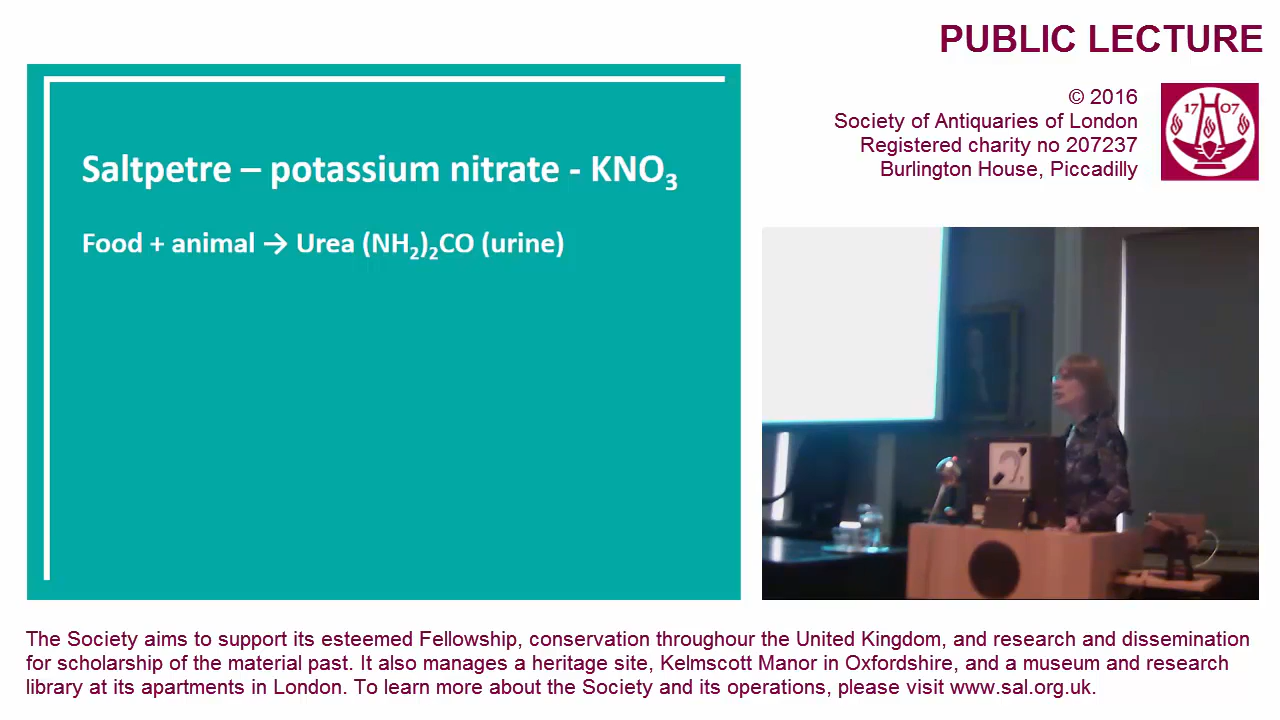 PUBLIC LECTURE
© 2016
Society of Antiquaries of London
Registered charity no 207237
Burlington House, Piccadilly
17 07
Saltpetre – potassium nitrate - KNO₃
Food + animal → Urea (NH₂)₂CO (urine)
The Society aims to support its esteemed Fellowship, conservation throughour the United Kingdom, and research and dissemination
for scholarship of the material past. It also manages a heritage site, Kelmscott Manor in Oxfordshire, and a museum and research
library at its apartments in London. To learn more about the Society and its operations, please visit www.sal.org.uk.